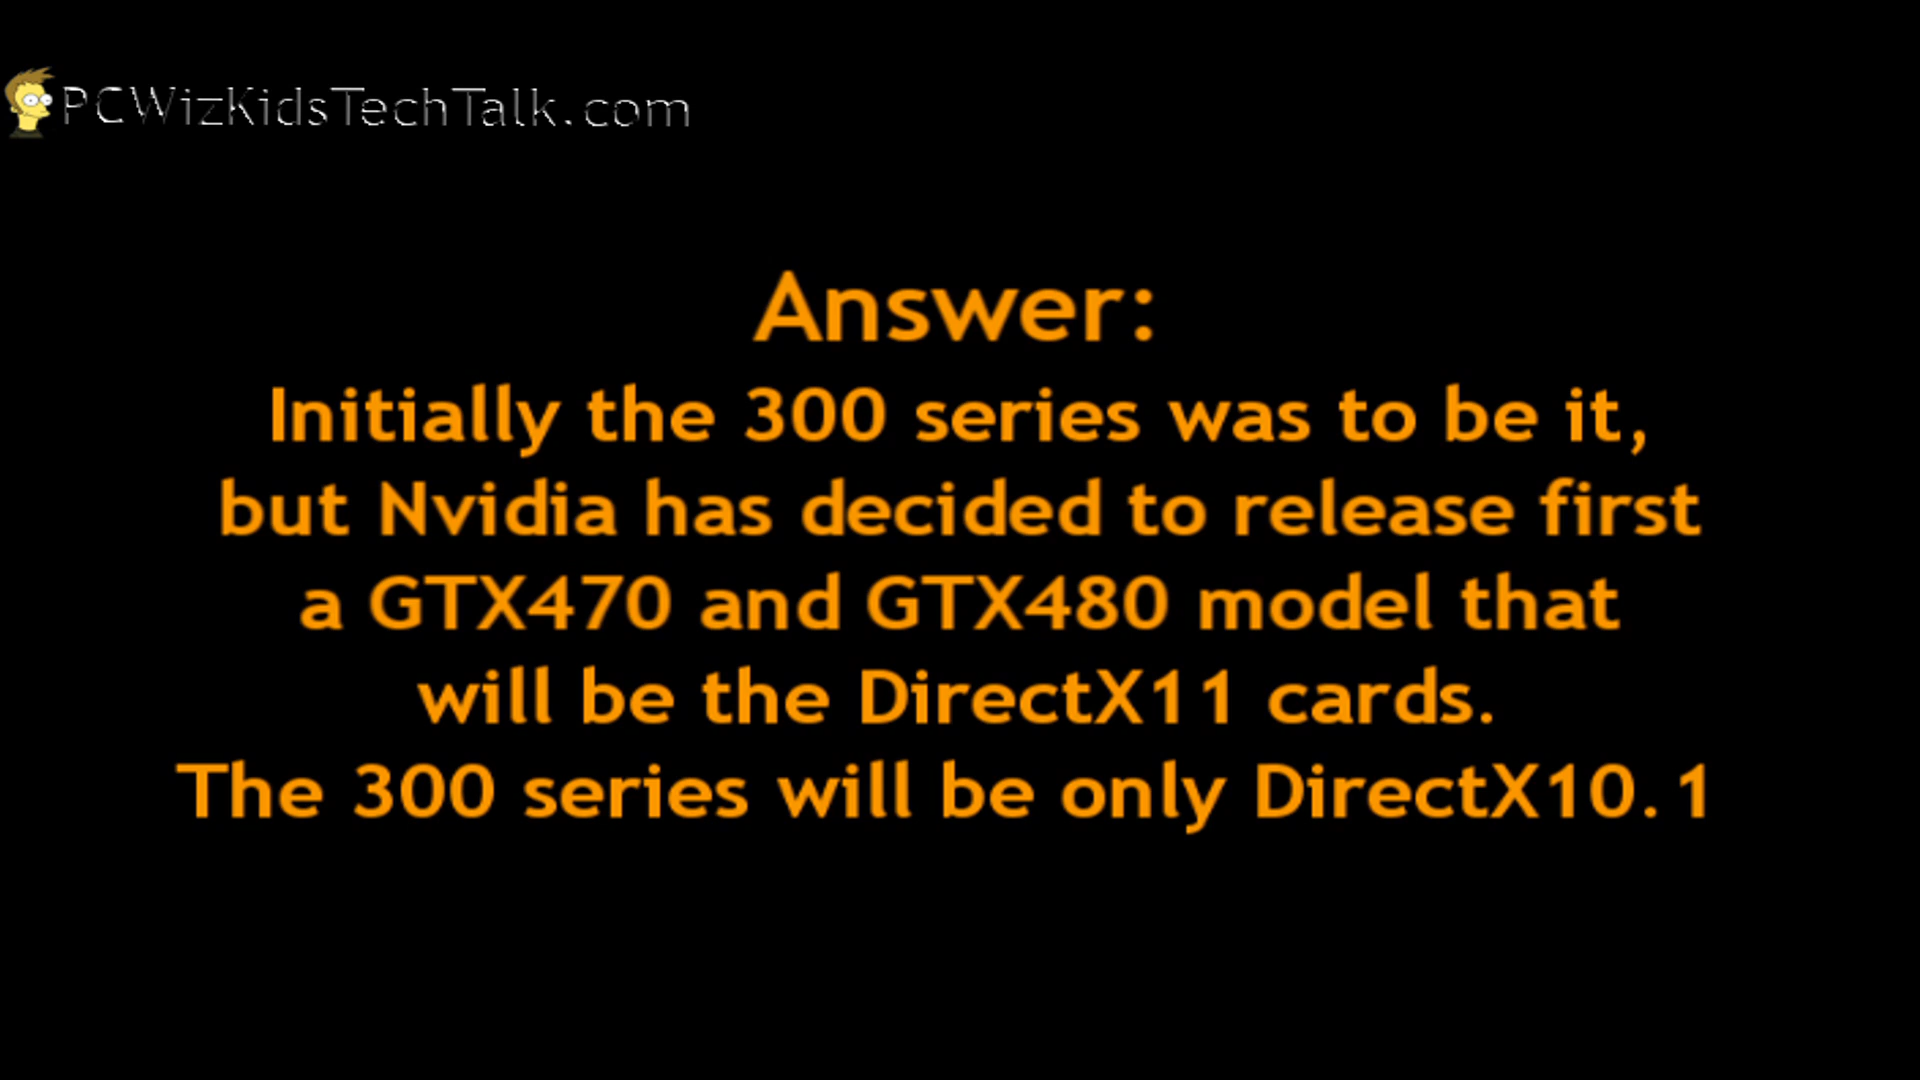 PCWizKidsTechTalk.com
Answer:
Initially the 300 series was to be it,
but Nvidia has decided to release first
a GTX470 and GTX480 model that
will be the DirectX11 cards.
The 300 series will be only DirectX10.1